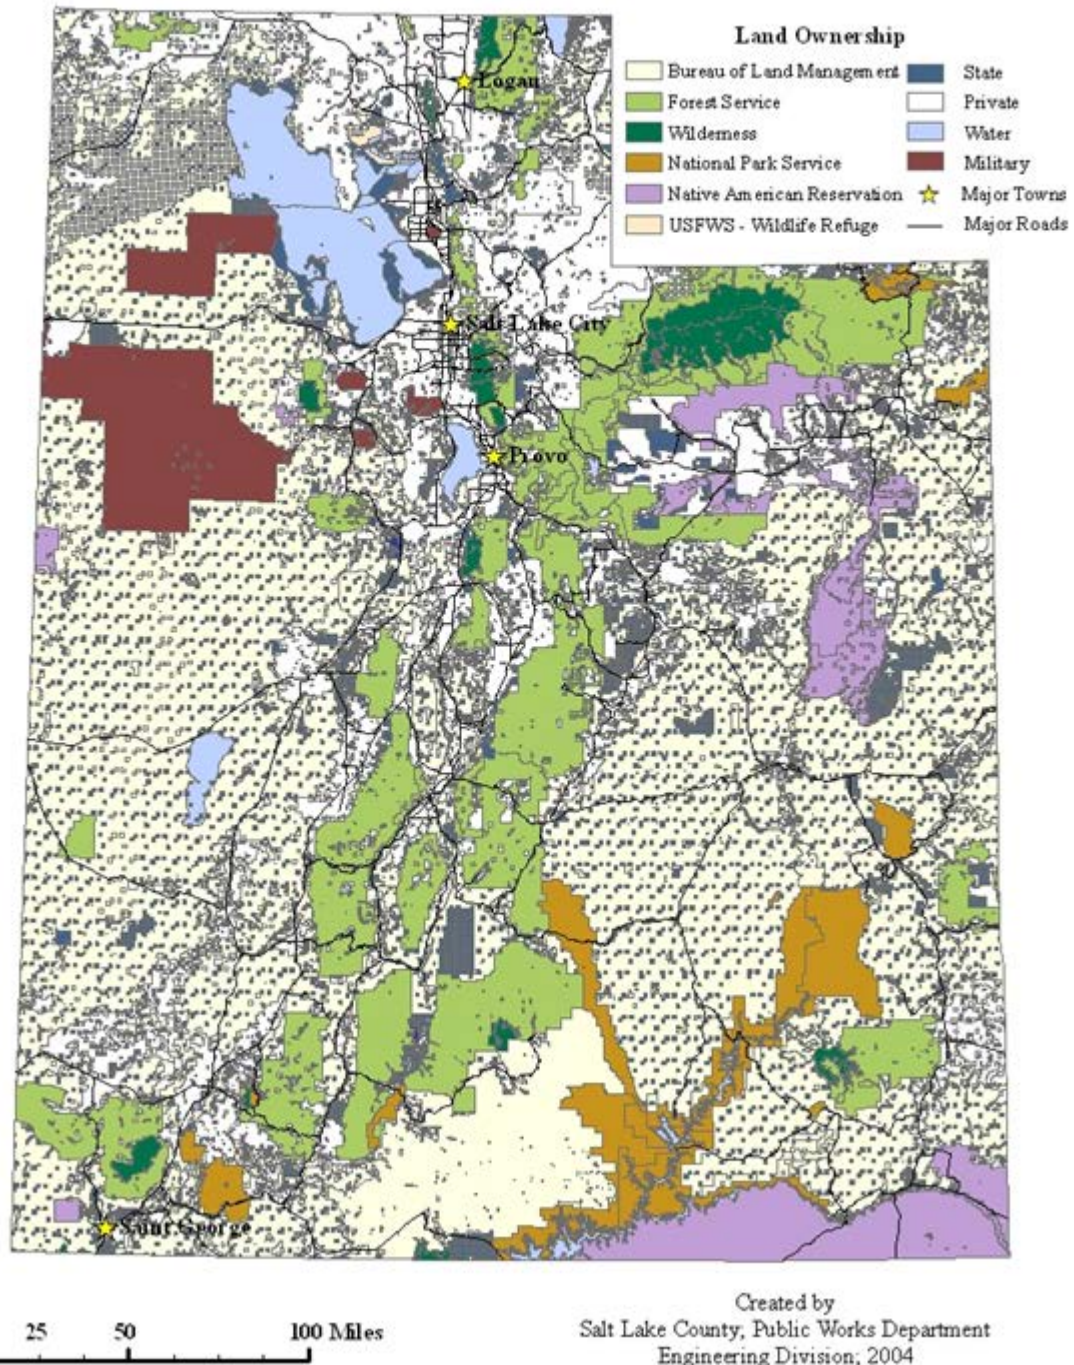 Land Ownership
Bureau of Land Management
State
Forest Service
Private
Wilderness
Water
National Park Service
Military
Native American Reservation
Major Towns
USFWS - Wildlife Refuge
Major Roads
Logan
Salt Lake City
Provo
Saint George
25 50 100 Miles
Created by
Salt Lake County, Public Works Department
Engineering Division; 2004